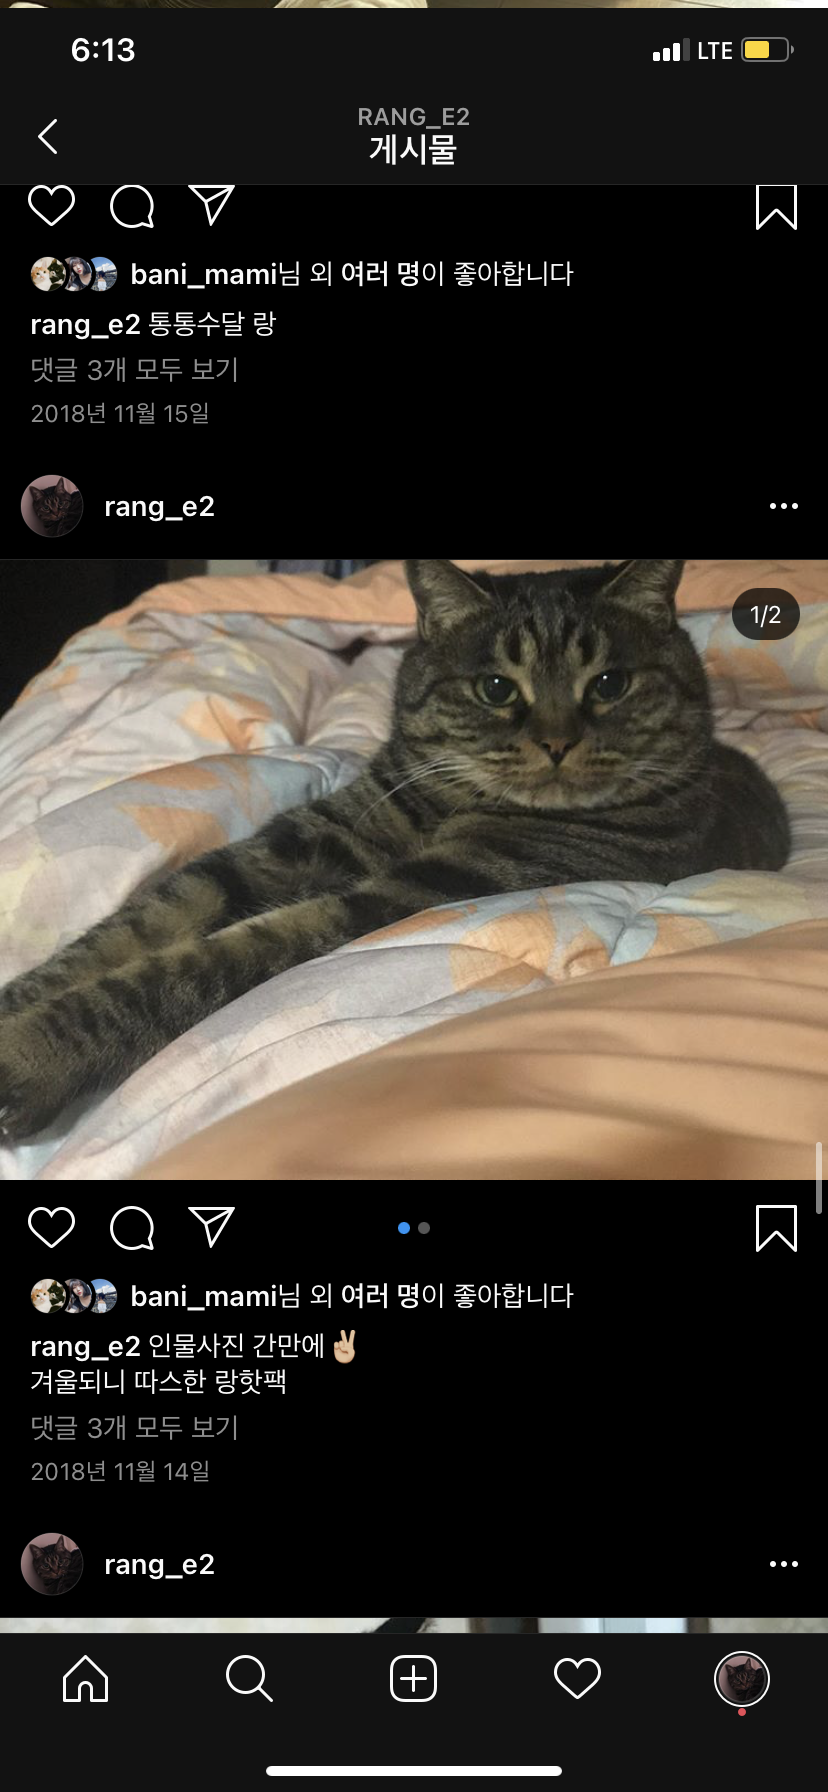 6:13
LTE
RANG_E2
게시물
bani_mami님 외 여러 명이 좋아합니다
rang_e2 통통수달 랑
댓글 3개 모두 보기
2018년 11월 15일
rang_e2
1/2
bani_mami님 외 여러 명이 좋아합니다
rang_e2 인물사진 간만에✌🏼
겨울되니 따스한 랑핫팩
댓글 3개 모두 보기
2018년 11월 14일
rang_e2